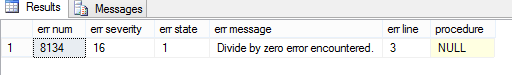 Results Messages
err num err severity err state err message err line procedure
1 8134 16 1 Divide by zero error encountered. 3 NULL